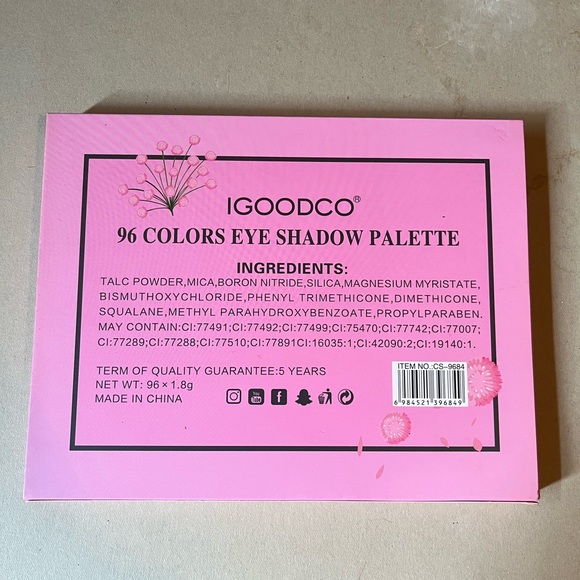 IGOODCO®
96 COLORS EYE SHADOW PALETTE
INGREDIENTS:
TALC POWDER,MICA,BORON NITRIDE,SILICA,MAGNESIUM MYRISTATE,
BISMUTHOXYCHLORIDE,PHENYL TRIMETHICONE,DIMETHICONE,
SQUALANE,METHYL PARAHYDROXYBENZOATE,PROPYLPARABEN.
MAY CONTAIN:CI:77491;CI:77492;CI:77499;CI:75470;CI:77742;CI:77007;
CI:77289;CI:77288;CI:77510;CI:77891CI:16035:1;CI:42090:2;CI:19140:1.
TERM OF QUALITY GUARANTEE:5 YEARS
NET WT: 96×1.8g
MADE IN CHINA
You
Tube
ITEM NO.:CS-9684
6 984521 396849